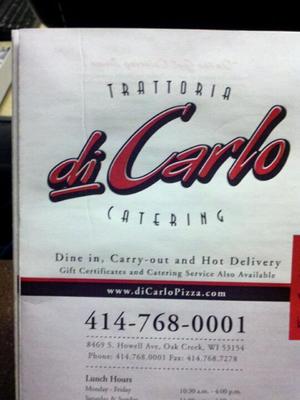 TRATTORIA
di Carlo
CATERING
Dine in, Carry-out and Hot Delivery
Gift Certificates and Catering Service Also Available
www.diCarloPizza.com
414-768-0001
8469 S. Howell Ave, Oak Creek, WI 53154
Phone: 414.768.0001 Fax: 414.768.7278
Lunch Hours
Monday - Friday 10:30 a.m. - 4:00 p.m.
Saturday & Sunday